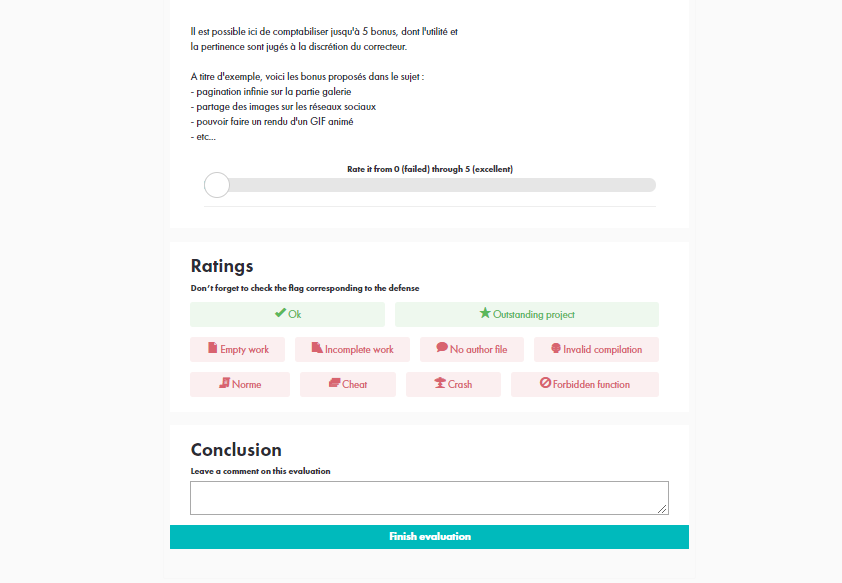 Il est possible ici de comptabiliser jusqu'à 5 bonus, dont l'utilité et
la pertinence sont jugés à la discrétion du correcteur.
A titre d'exemple, voici les bonus proposés dans le sujet :
- pagination infinie sur la partie galerie
- partage des images sur les réseaux sociaux
- pouvoir faire un rendu d'un GIF animé
- etc...
Rate it from 0 (failed) through 5 (excellent)
Ratings
Don't forget to check the flag corresponding to the defense
Ok Outstanding project
Empty work Incomplete work No author file Invalid compilation
Norme Cheat Crash Forbidden function
Conclusion
Leave a comment on this evaluation
Finish evaluation